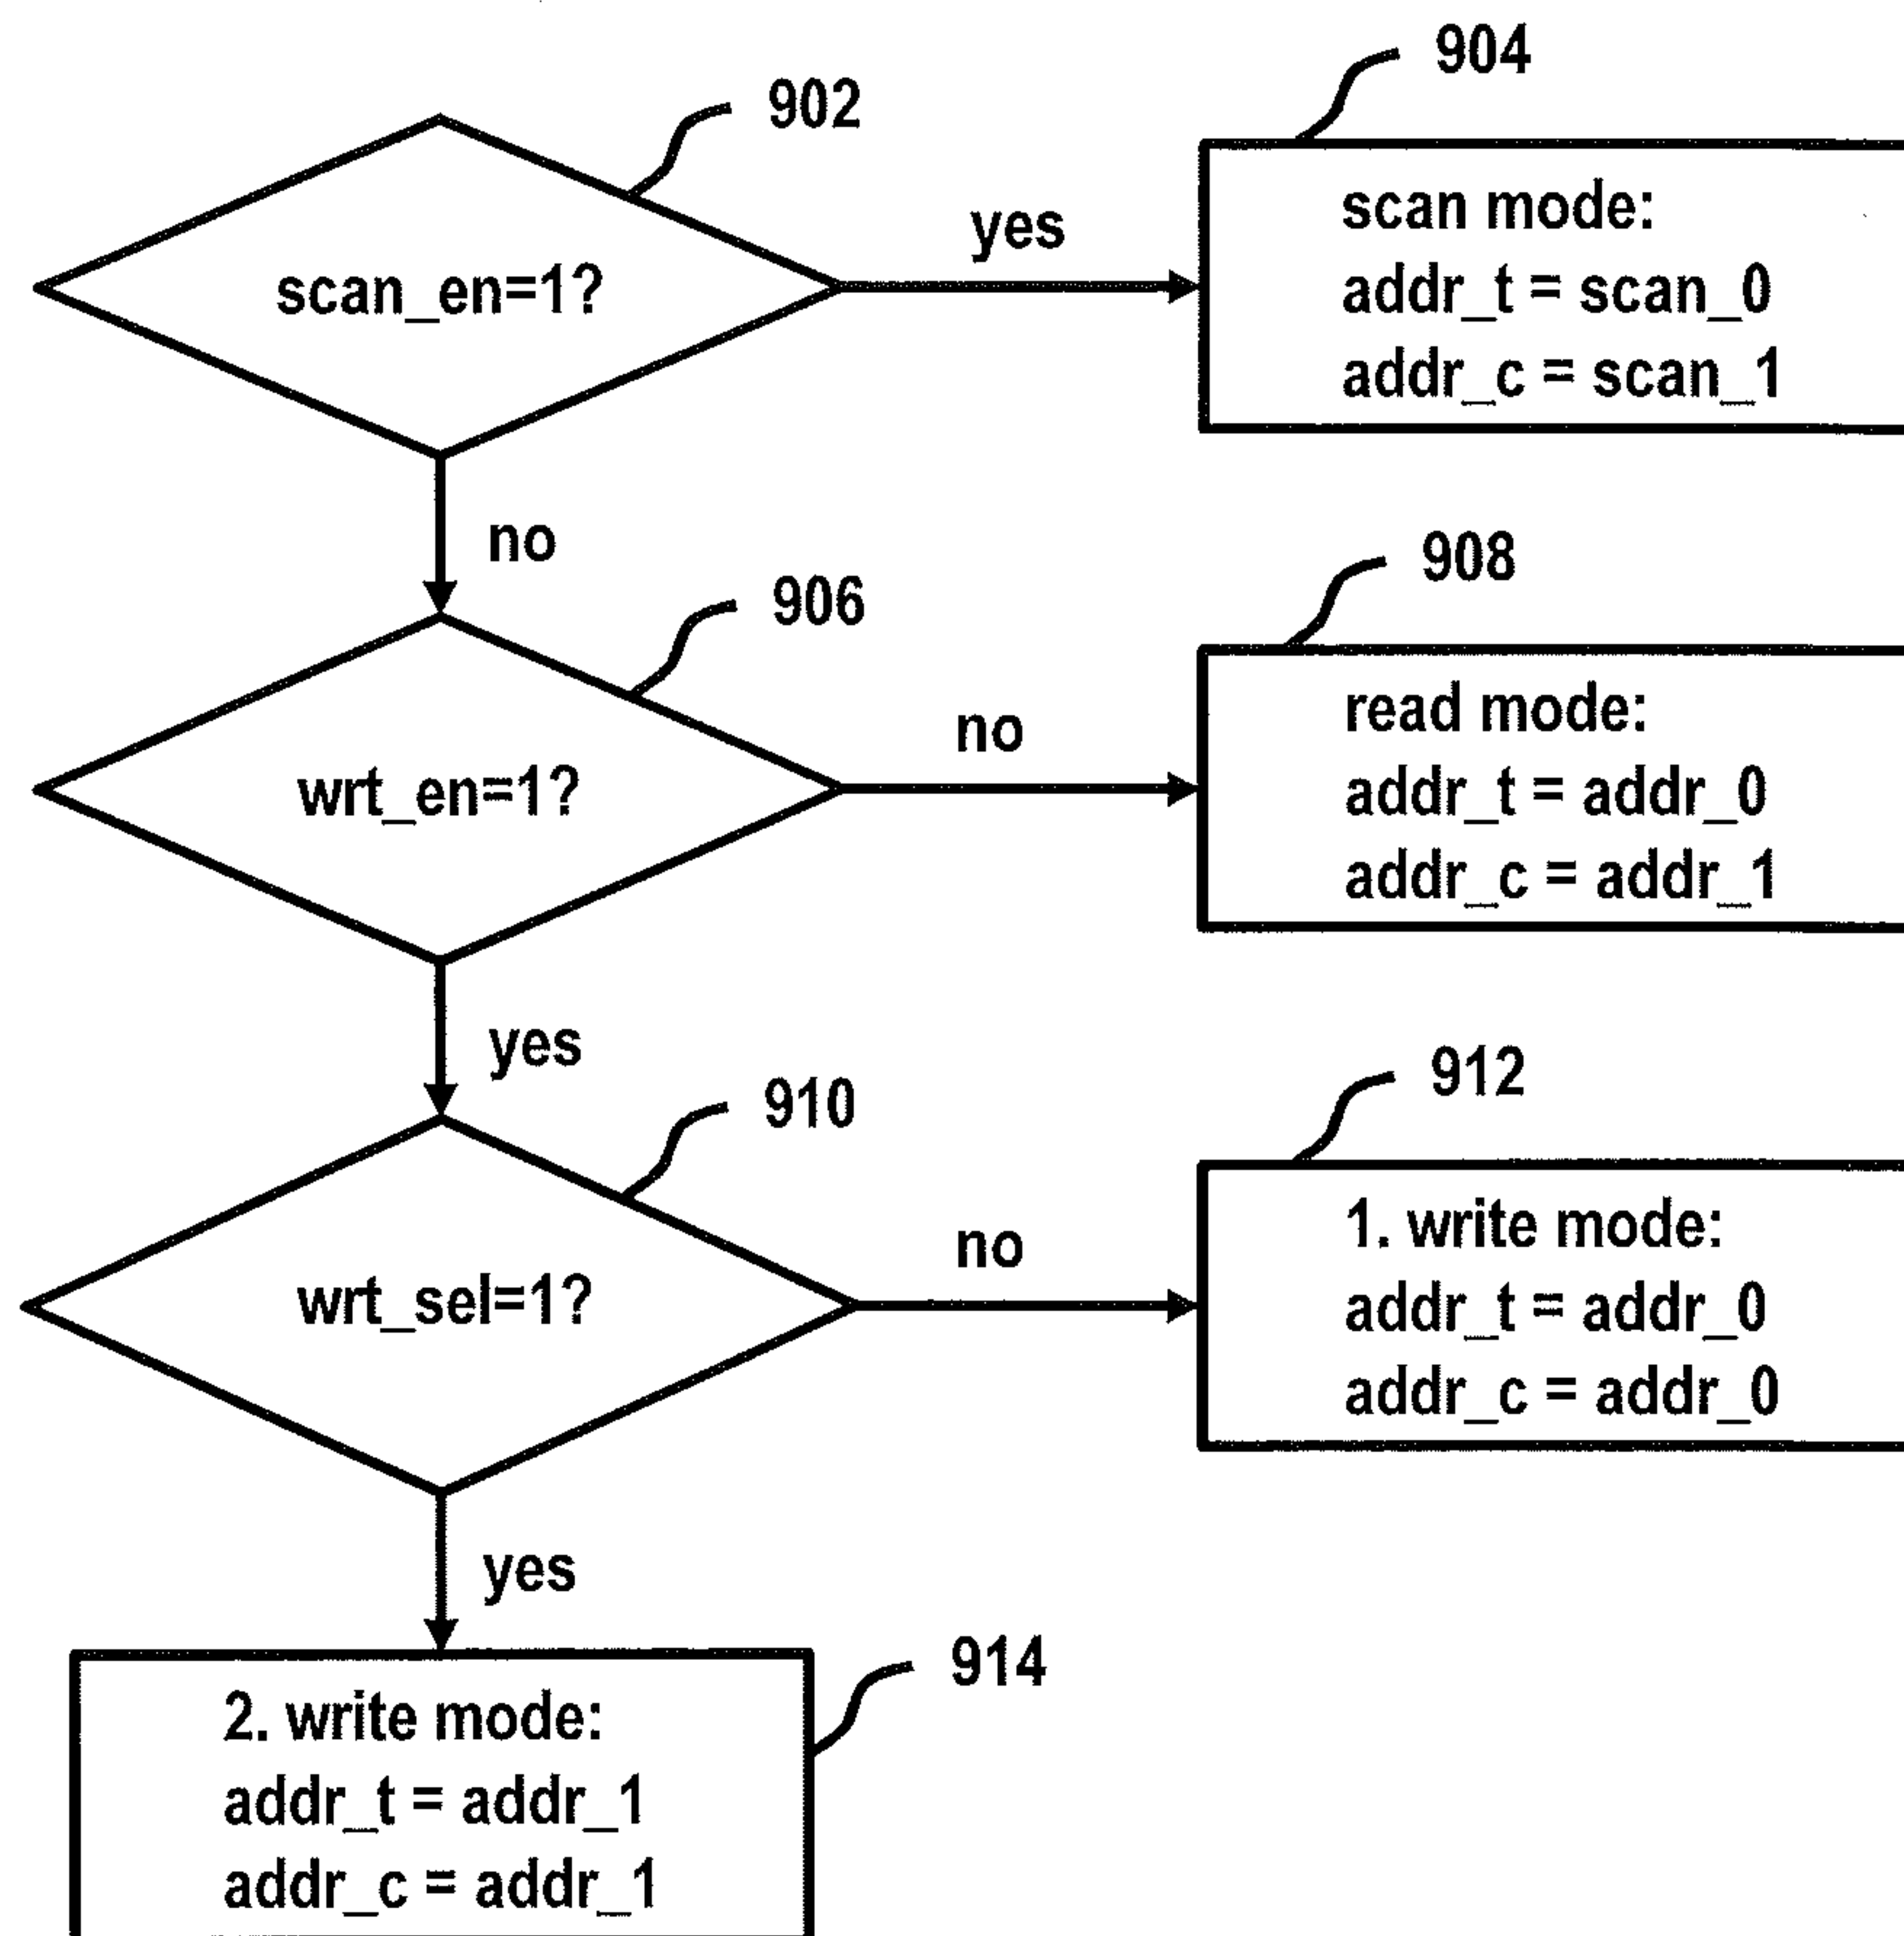 904
902
scan mode:
yes
addr_t = scan_0
scan_en=1?
addr_c = scan_1
no
908
906
read mode:
no
addr_t = addr_0
wrt_en=1?
addr_c = addr_1
yes
912
910
1. write mode:
no
addr_t = addr_0
wrt_sel=1?
addr_c = addr_0
yes
914
2. write mode:
addr_t = addr_1
addr_c = addr_1